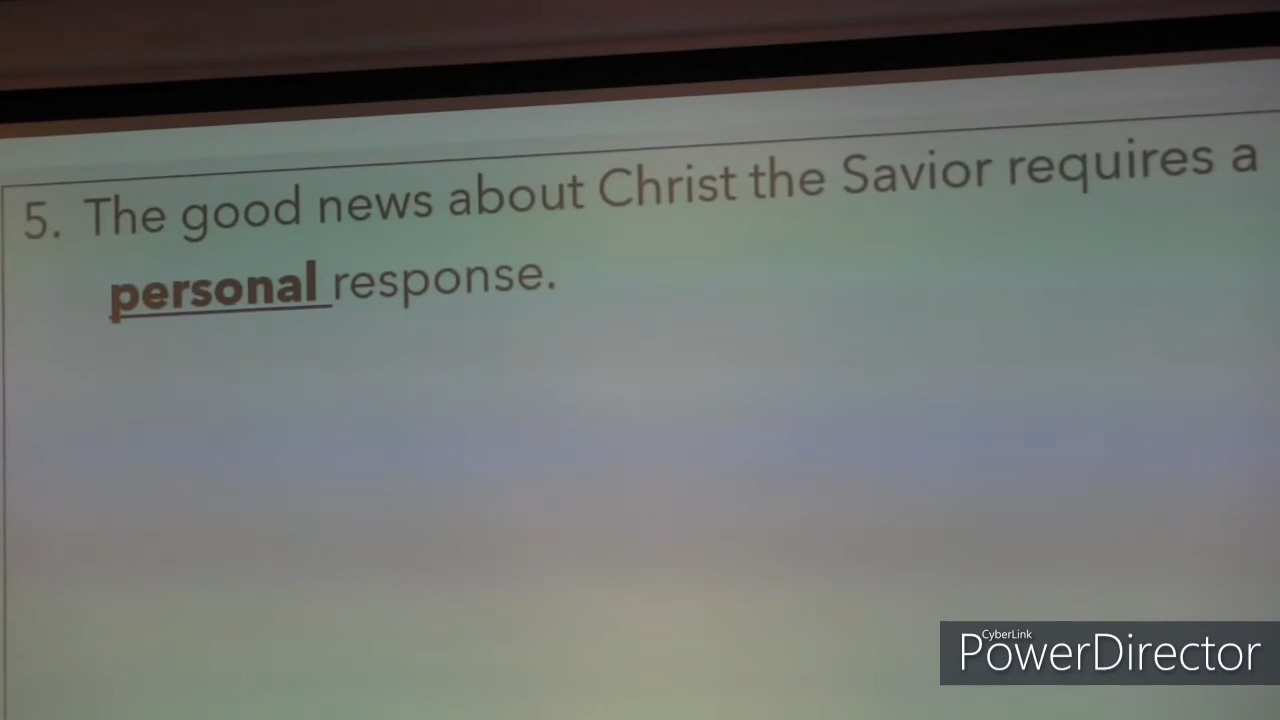 5. The good news about Christ the Savior requires a
personal response.
CyberLink
PowerDirector